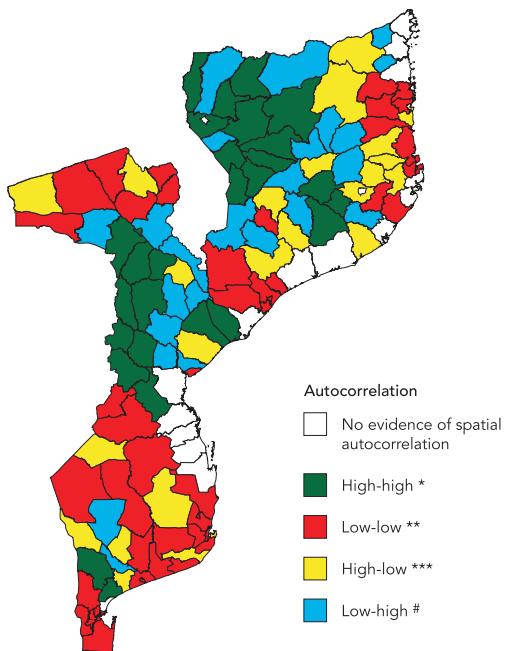 Autocorrelation
No evidence of spatial
autocorrelation
High-high *
Low-low **
High-low ***
Low-high #